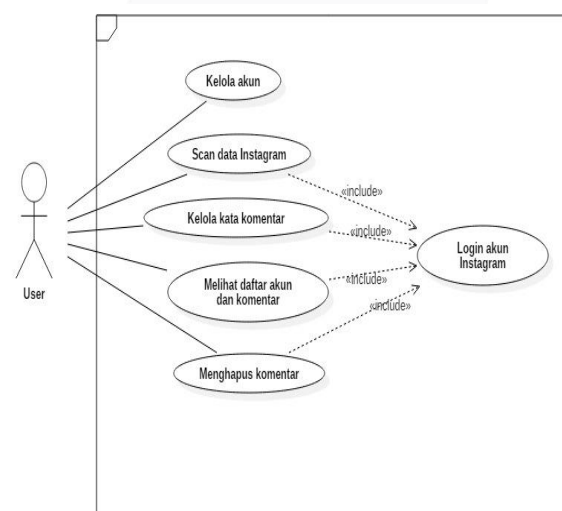 Kelola akun
Scan data Instagram
«include»
Kelola kata komentar
«include»
Login akun
Instagram
Melihat daftar akun
dan komentar
«include»
User
«include»
Menghapus komentar